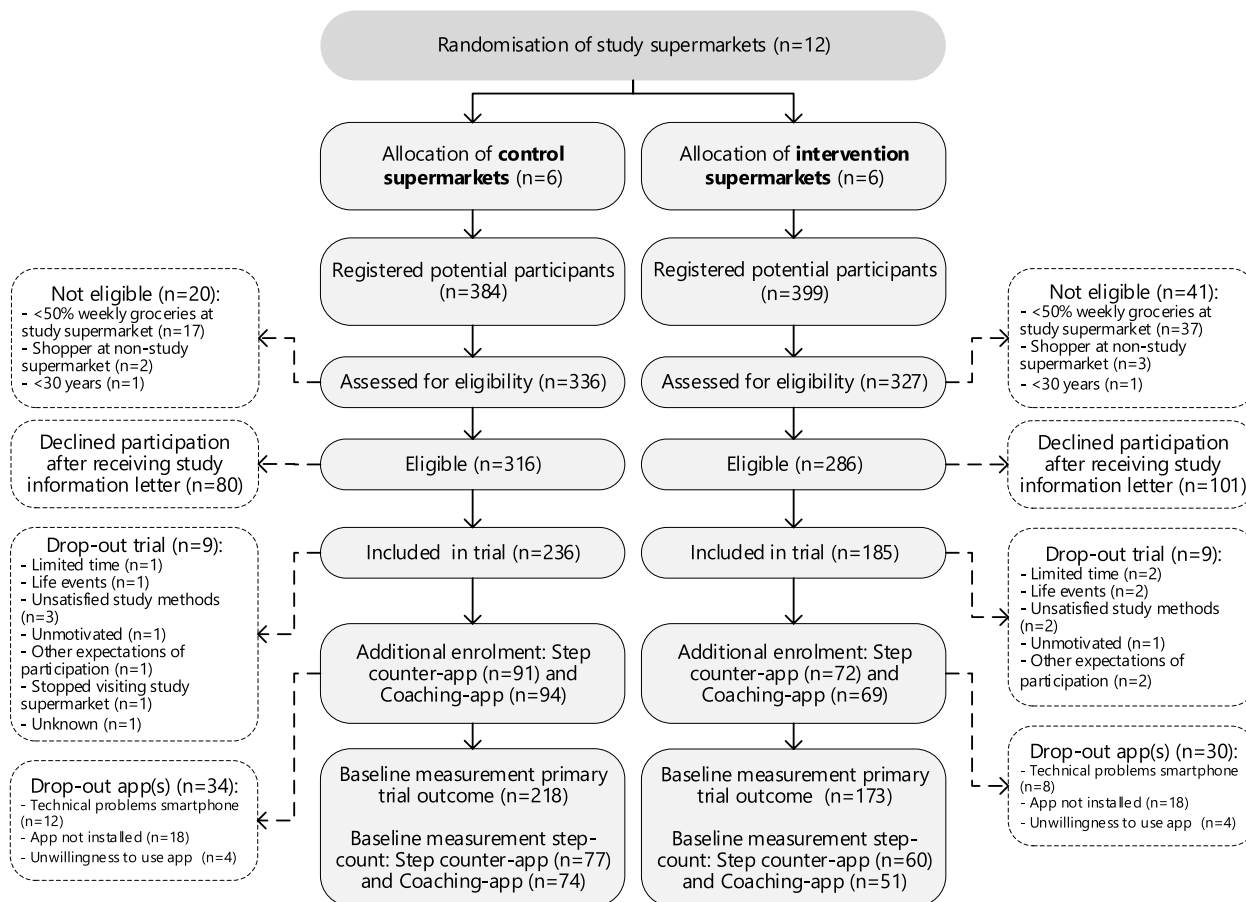 Randomisation of study supermarkets (n=12)
Allocation of control
supermarkets (n=6)
Allocation of intervention
supermarkets (n=6)
Registered potential participants
(n=384)
Registered potential participants
(n=399)
Not eligible (n=20):
- <50% weekly groceries at
study supermarket (n=17)
- Shopper at non-study
supermarket (n=2)
- <30 years (n=1)
Assessed for eligibility (n=336)
Assessed for eligibility (n=327)
Not eligible (n=41):
- <50% weekly groceries at
study supermarket (n=37)
- Shopper at non-study
supermarket (n=3)
- <30 years (n=1)
Declined participation
after receiving study
information letter (n=80)
Eligible (n=316)
Eligible (n=286)
Declined participation
after receiving study
information letter (n=101)
Drop-out trial (n=9):
- Limited time (n=1)
- Life events (n=1)
- Unsatisfied study methods
(n=3)
- Unmotivated (n=1)
- Other expectations of
participation (n=1)
- Stopped visiting study
supermarket (n=1)
- Unknown (n=1)
Included in trial (n=236)
Included in trial (n=185)
Drop-out trial (n=9):
- Limited time (n=2)
- Life events (n=2)
- Unsatisfied study methods
(n=2)
- Unmotivated (n=1)
- Other expectations of
participation (n=2)
Additional enrolment: Step
counter-app (n=91) and
Coaching-app (n=94)
Additional enrolment: Step
counter-app (n=72) and
Coaching-app (n=69)
Drop-out app(s) (n=34):
- Technical problems smartphone
(n=12)
- App not installed (n=18)
- Unwillingness to use app (n=4)
Baseline measurement primary
trial outcome (n=218)
Baseline measurement step-
count: Step counter-app (n=77)
and Coaching-app (n=74)
Baseline measurement primary
trial outcome (n=173)
Baseline measurement step-
count: Step counter-app (n=60)
and Coaching-app (n=51)
Drop-out app(s) (n=30):
- Technical problems smartphone
(n=8)
- App not installed (n=18)
- Unwillingness to use app (n=4)